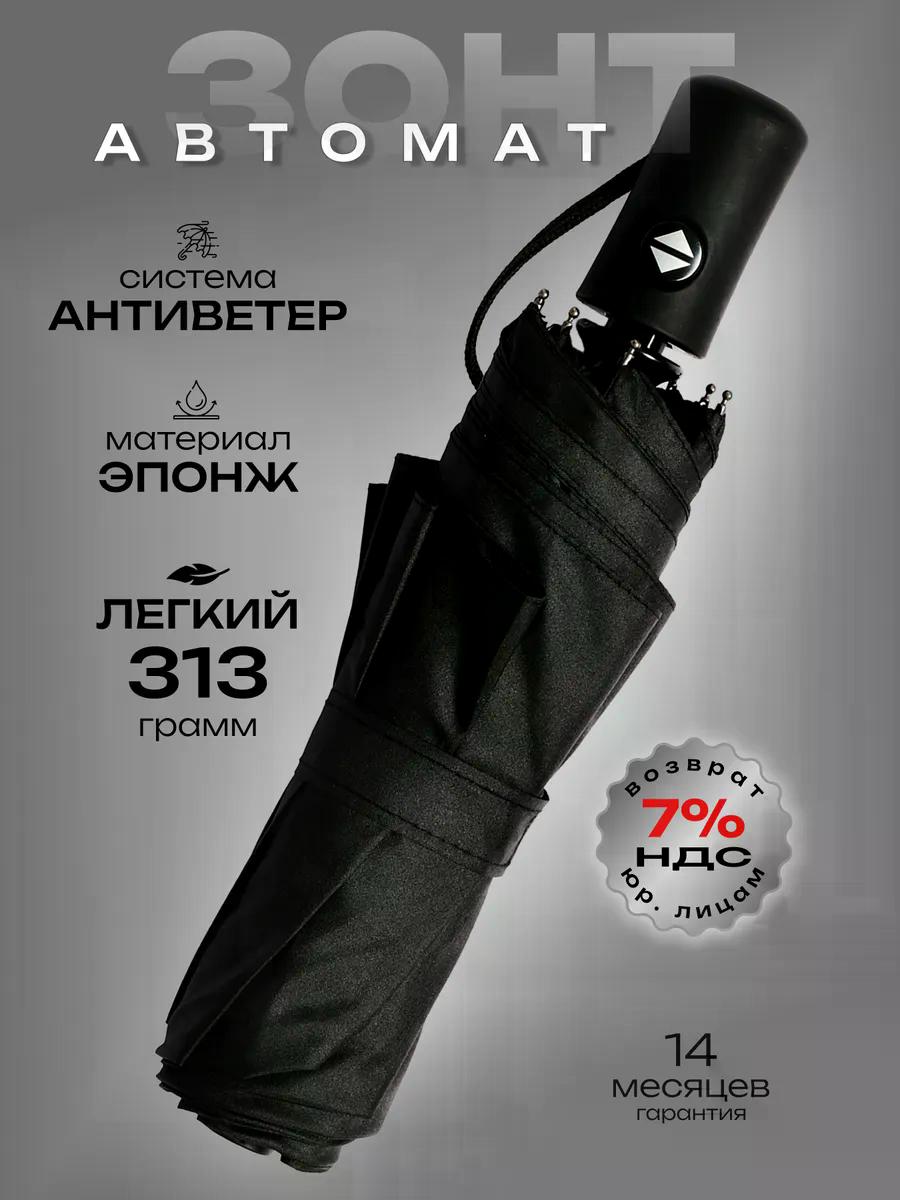 ЗОНТ
АВТОМАТ
система
АНТИВЕТЕР
материал
ЭПОНЖ
ЛЕГКИЙ
313
грамм
возврат
7%
НДС
юр. лицам
14
месяцев
гарантия